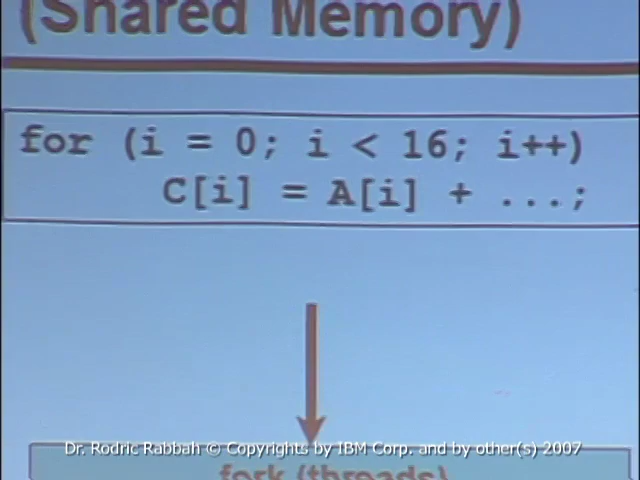 (Shared Memory)
for (i = 0; i < 16; i++)
C[i] = A[i] + ...;
Dr. Rodric Rabbah © Copyrights by IBM Corp. and by other(s) 2007
fork (threads)